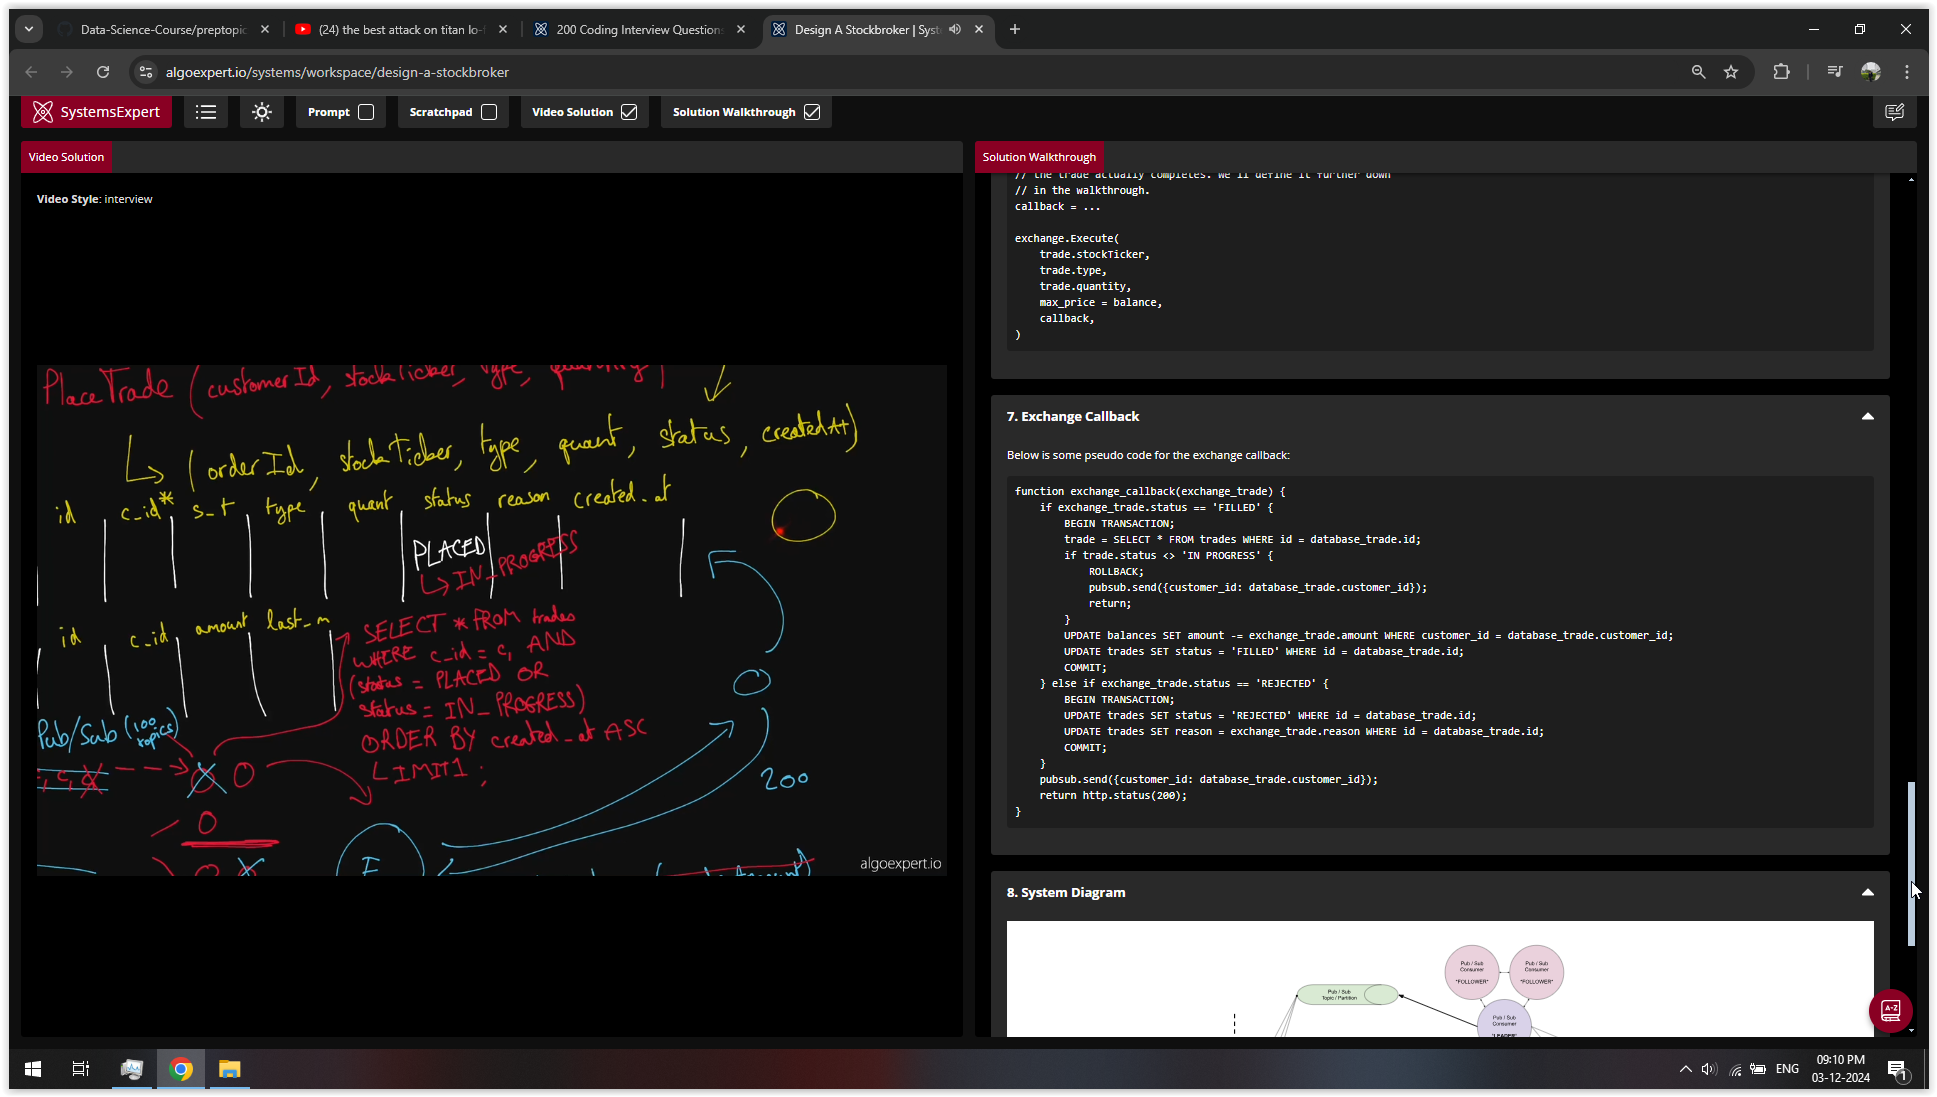 Data-Science-Course/preptopic
(24) the best attack on titan lo-f
200 Coding Interview Questions
Design A Stockbroker | Syst
algoexpert.io/systems/workspace/design-a-stockbroker
SystemsExpert
Prompt
Scratchpad
Video Solution
Solution Walkthrough
Video Solution
Video Style: interview
PlaceTrade (customerId, stockTicker, type, quantity)
(orderId, stockTicker, type, quant, status, createdAt)
id c_id* s_t type quant status reason created_at
PLACED
↳ IN_PROGRESS
id c_id amount last_m
SELECT * FROM trades
WHERE c_id = c, AND
(status = PLACED OR
status = IN_PROGRESS)
ORDER BY created_at ASC
LIMIT 1 ;
Pub/Sub (100 topics)
200
algoexpert.io
Solution Walkthrough
// the trade actually completes. We'll define it further down
// in the walkthrough.
callback = ...
exchange.Execute(
trade.stockTicker,
trade.type,
trade.quantity,
max_price = balance,
callback,
)
7. Exchange Callback
Below is some pseudo code for the exchange callback:
function exchange_callback(exchange_trade) {
if exchange_trade.status == 'FILLED' {
BEGIN TRANSACTION;
trade = SELECT * FROM trades WHERE id = database_trade.id;
if trade.status <> 'IN PROGRESS' {
ROLLBACK;
pubsub.send({customer_id: database_trade.customer_id});
return;
}
UPDATE balances SET amount -= exchange_trade.amount WHERE customer_id = database_trade.customer_id;
UPDATE trades SET status = 'FILLED' WHERE id = database_trade.id;
COMMIT;
} else if exchange_trade.status == 'REJECTED' {
BEGIN TRANSACTION;
UPDATE trades SET status = 'REJECTED' WHERE id = database_trade.id;
UPDATE trades SET reason = exchange_trade.reason WHERE id = database_trade.id;
COMMIT;
}
pubsub.send({customer_id: database_trade.customer_id});
return http.status(200);
}
8. System Diagram
Pub / Sub
Topic / Partition
Pub / Sub
Consumer
"FOLLOWER"
Pub / Sub
Consumer
"FOLLOWER"
Pub / Sub
Consumer
"LEADER"
A-Z
ENG
09:10 PM
03-12-2024
1